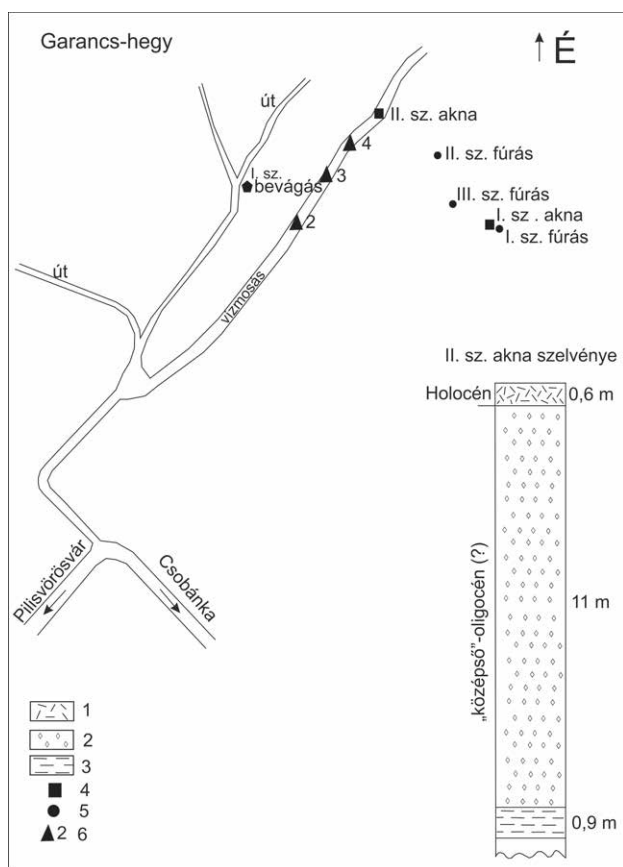 Garancs-hegy
É
út
II. sz. akna
4
II. sz. fúrás
I. sz.
bevágás
3
III. sz. fúrás
I. sz . akna
I. sz. fúrás
2
út
vízmosás
II. sz. akna szelvénye
Holocén
0,6 m
„középső”-oligocén (?)
11 m
0,9 m
Pilisvörösvár
Csobánka
1
2
3
4
5
2 6